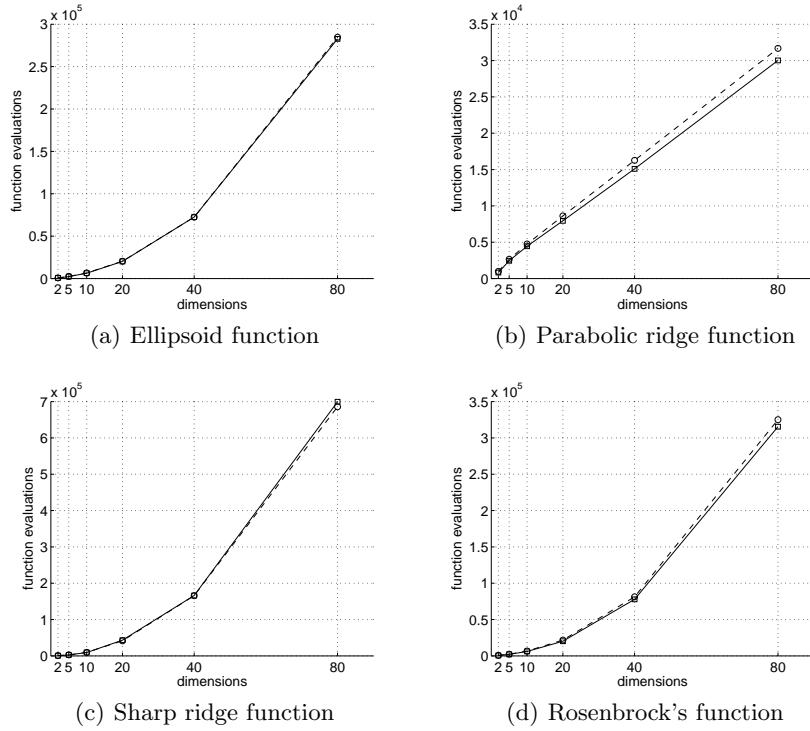 x 10^5
3
2.5
2
1.5
1
0.5
0
function evaluations
2 5 10 20 40 80
dimensions
(a) Ellipsoid function
x 10^4
3.5
3
2.5
2
1.5
1
0.5
0
function evaluations
2 5 10 20 40 80
dimensions
(b) Parabolic ridge function
x 10^5
7
6
5
4
3
2
1
0
function evaluations
2 5 10 20 40 80
dimensions
(c) Sharp ridge function
x 10^5
3.5
3
2.5
2
1.5
1
0.5
0
function evaluations
2 5 10 20 40 80
dimensions
(d) Rosenbrock's function